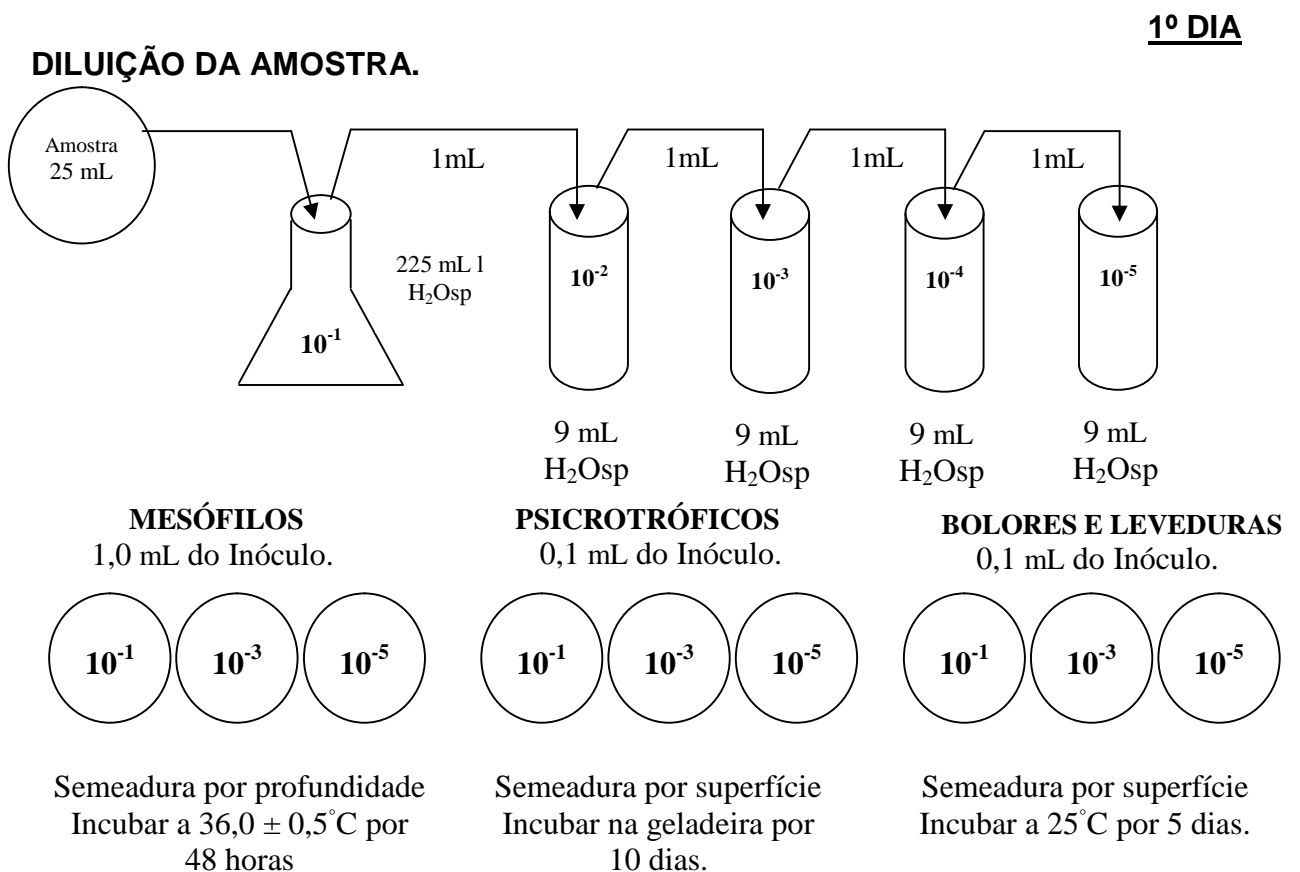 1º DIA
DILUIÇÃO DA AMOSTRA.
Amostra
25 mL
1mL
1mL
1mL
1mL
225 mL l
H₂Osp
10⁻¹
10⁻²
10⁻³
10⁻⁴
10⁻⁵
9 mL
H₂Osp
9 mL
H₂Osp
9 mL
H₂Osp
9 mL
H₂Osp
MESÓFILOS
1,0 mL do Inóculo.
10⁻¹ 10⁻³ 10⁻⁵
Semeadura por profundidade
Incubar a 36,0 ± 0,5°C por
48 horas
PSICROTRÓFICOS
0,1 mL do Inóculo.
10⁻¹ 10⁻³ 10⁻⁵
Semeadura por superfície
Incubar na geladeira por
10 dias.
BOLORES E LEVEDURAS
0,1 mL do Inóculo.
10⁻¹ 10⁻³ 10⁻⁵
Semeadura por superfície
Incubar a 25°C por 5 dias.